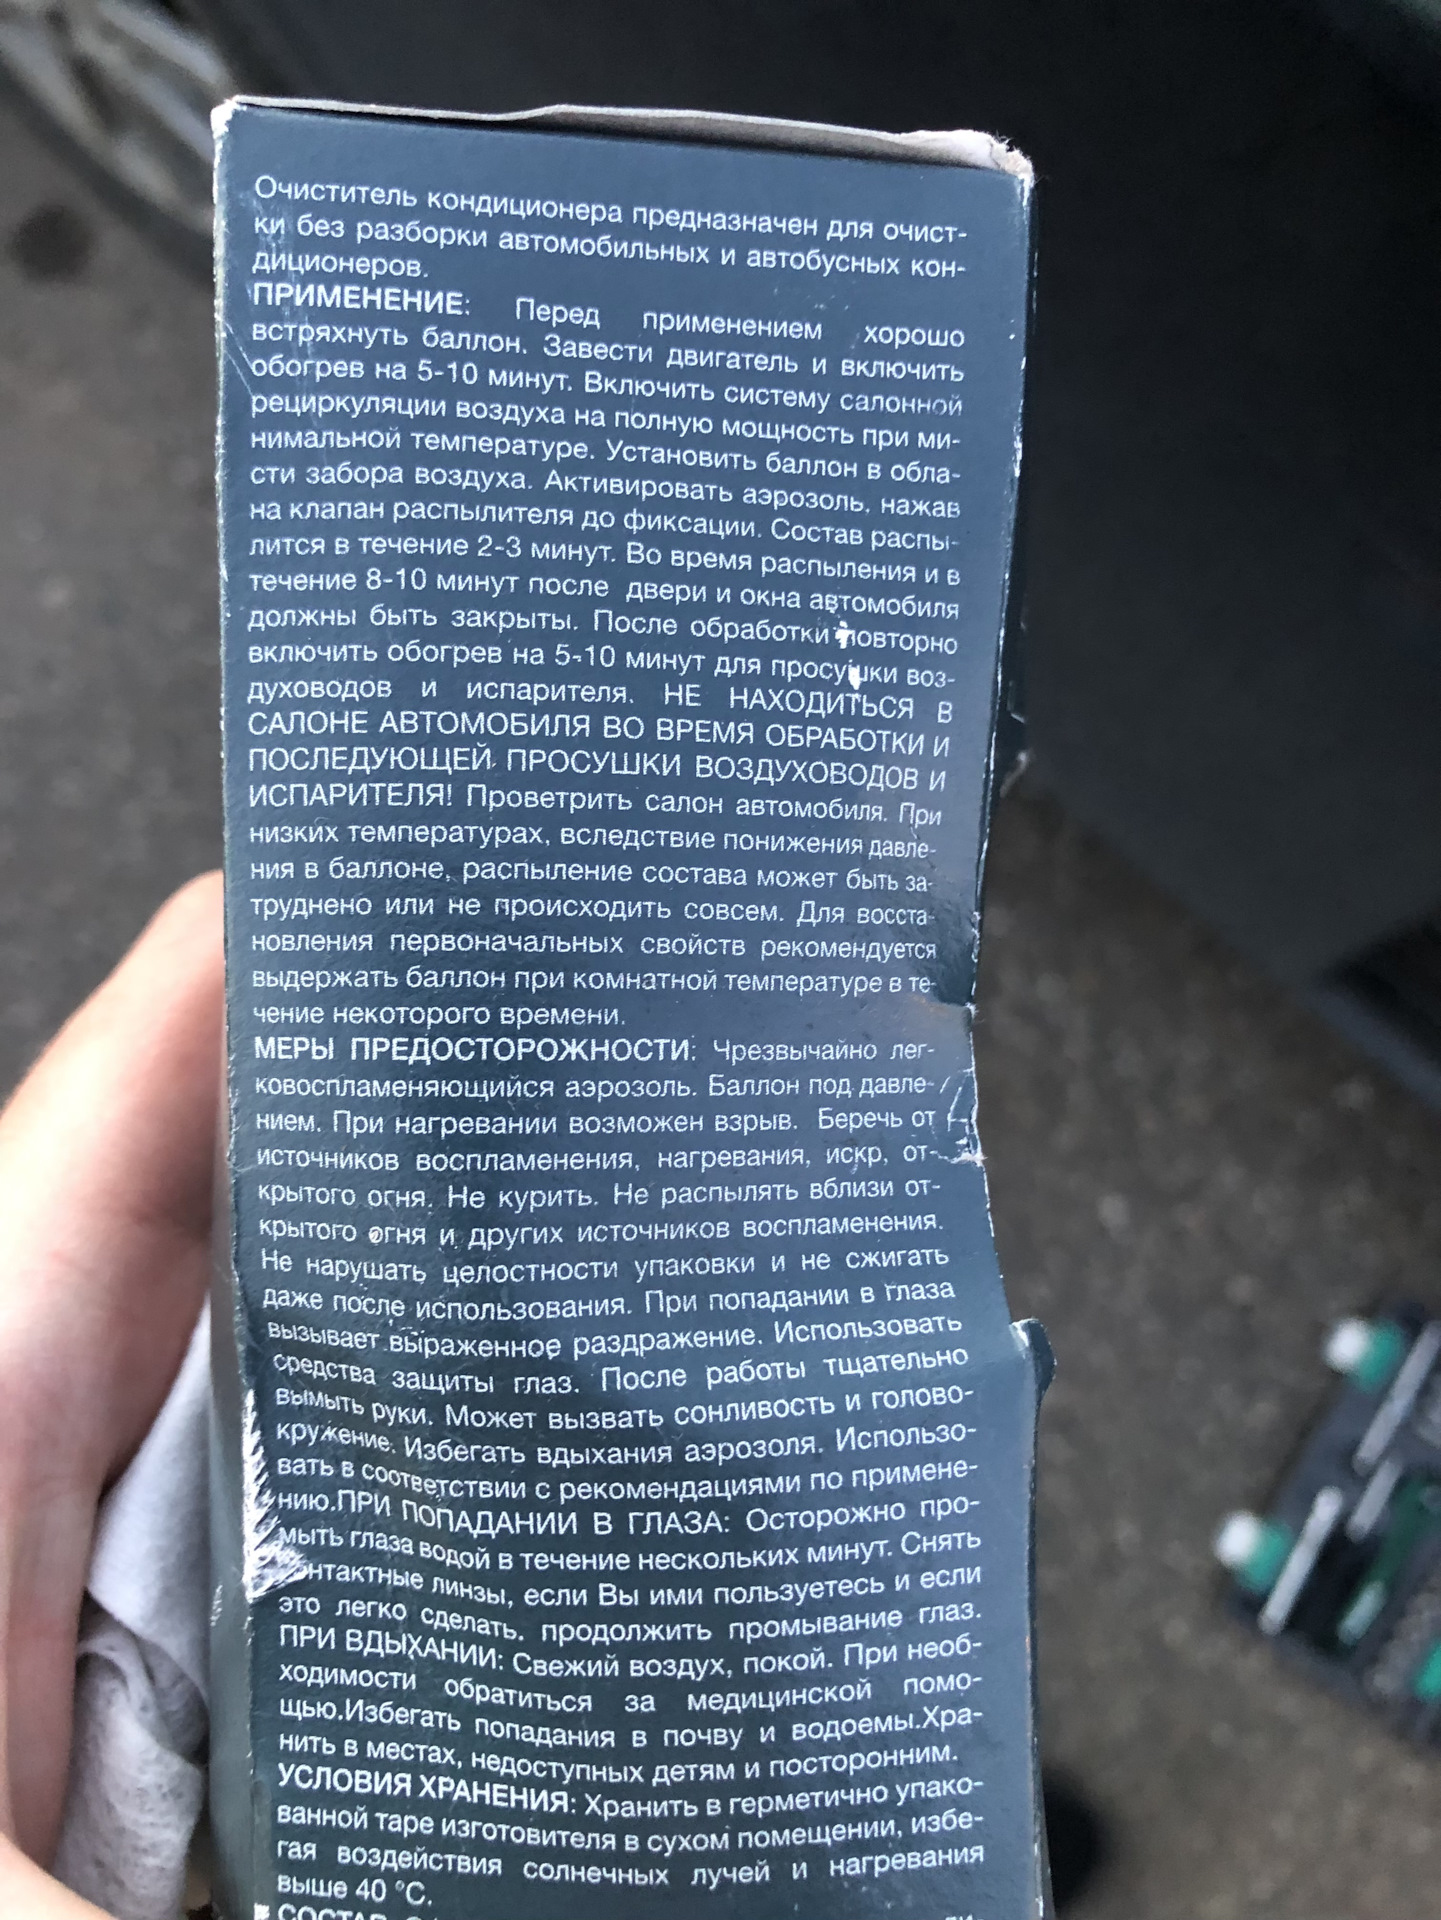 Очиститель кондиционера предназначен для очист-
ки без разборки автомобильных и автобусных кон-
диционеров.
ПРИМЕНЕНИЕ: Перед применением хорошо
встряхнуть баллон. Завести двигатель и включить
обогрев на 5-10 минут. Включить систему салонной
рециркуляции воздуха на полную мощность при ми-
нимальной температуре. Установить баллон в обла-
сти забора воздуха. Активировать аэрозоль, нажав
на клапан распылителя до фиксации. Состав распы-
лится в течение 2-3 минут. Во время распыления и в
течение 8-10 минут после двери и окна автомобиля
должны быть закрыты. После обработки повторно
включить обогрев на 5-10 минут для просушки воз-
духоводов и испарителя. НЕ НАХОДИТЬСЯ В
САЛОНЕ АВТОМОБИЛЯ ВО ВРЕМЯ ОБРАБОТКИ И
ПОСЛЕДУЮЩЕЙ ПРОСУШКИ ВОЗДУХОВОДОВ И
ИСПАРИТЕЛЯ! Проветрить салон автомобиля. При
низких температурах, вследствие понижения давле-
ния в баллоне, распыление состава может быть за-
труднено или не происходить совсем. Для восста-
новления первоначальных свойств рекомендуется
выдержать баллон при комнатной температуре в те-
чение некоторого времени.
МЕРЫ ПРЕДОСТОРОЖНОСТИ: Чрезвычайно лег-
ковоспламеняющийся аэрозоль. Баллон под давле-
нием. При нагревании возможен взрыв. Беречь от
источников воспламенения, нагревания, искр, от-
крытого огня. Не курить. Не распылять вблизи от-
крытого огня и других источников воспламенения.
Не нарушать целостности упаковки и не сжигать
даже после использования. При попадании в глаза
вызывает выраженное раздражение. Использовать
средства защиты глаз. После работы тщательно
вымыть руки. Может вызвать сонливость и голово-
кружение. Избегать вдыхания аэрозоля. Использо-
вать в соответствии с рекомендациями по примене-
нию.ПРИ ПОПАДАНИИ В ГЛАЗА: Осторожно про-
мыть глаза водой в течение нескольких минут. Снять
контактные линзы, если Вы ими пользуетесь и если
это легко сделать. продолжить промывание глаз.
ПРИ ВДЫХАНИИ: Свежий воздух, покой. При необ-
ходимости обратиться за медицинской помо-
щью.Избегать попадания в почву и водоемы.Хра-
нить в местах, недоступных детям и посторонним.
УСЛОВИЯ ХРАНЕНИЯ: Хранить в герметично упако-
ванной таре изготовителя в сухом помещении, избе-
гая воздействия солнечных лучей и нагревания
выше 40 °С.